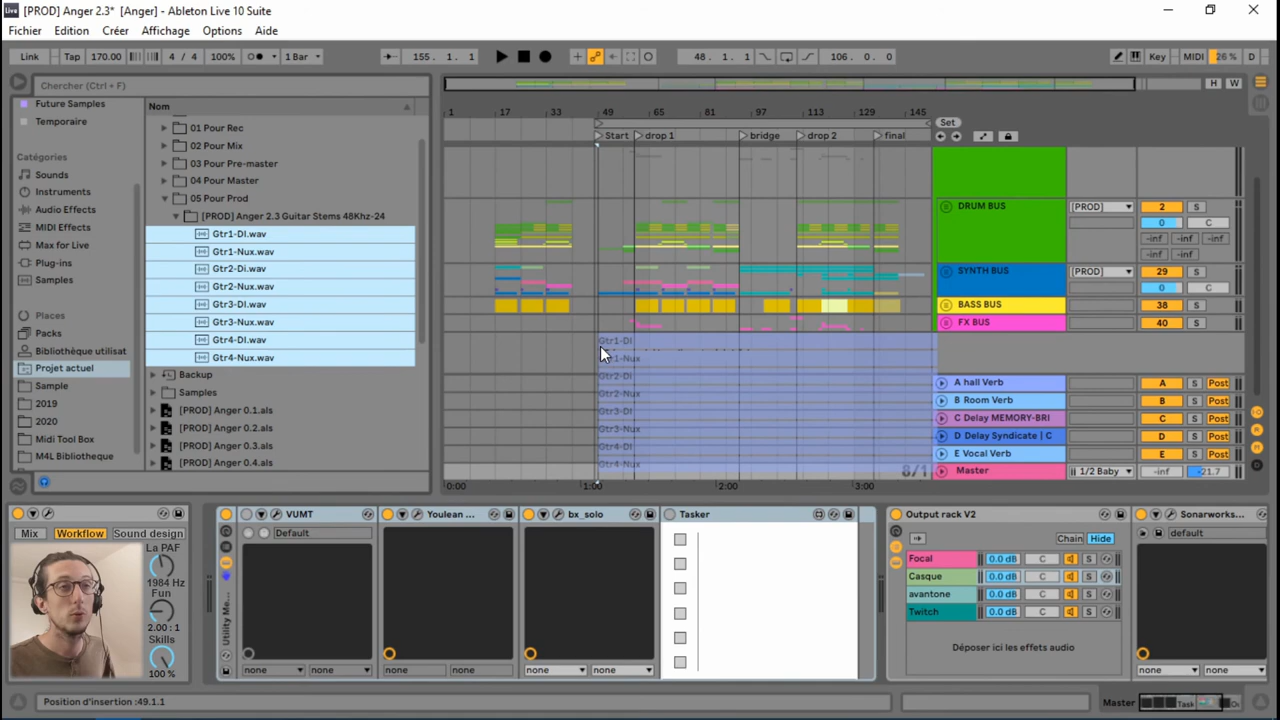 [PROD] Anger 2.3* [Anger] - Ableton Live 10 Suite
Fichier Edition Créer Affichage Options Aide
Link Tap 170.00 4 / 4 100% 1 Bar 155. 1. 1 48. 1. 1 106. 0. 0 Key MIDI 26 % D
Chercher (Ctrl + F)
H W
Future Samples
Temporaire
Catégories
Sounds
Instruments
Audio Effects
MIDI Effects
Max for Live
Plug-ins
Samples
Places
Packs
Bibliothèque utilisat
Projet actuel
Sample
2019
2020
Midi Tool Box
M4L Bibliotheque
Nom
01 Pour Rec
02 Pour Mix
03 Pour Pre-master
04 Pour Master
05 Pour Prod
[PROD] Anger 2.3 Guitar Stems 48Khz-24
Gtr1-DI.wav
Gtr1-Nux.wav
Gtr2-DI.wav
Gtr2-Nux.wav
Gtr3-DI.wav
Gtr3-Nux.wav
Gtr4-DI.wav
Gtr4-Nux.wav
Backup
Samples
[PROD] Anger 0.1.als
[PROD] Anger 0.2.als
[PROD] Anger 0.3.als
[PROD] Anger 0.4.als
1 17 33 49 65 81 97 113 129 145
Set
Start drop 1 bridge drop 2 final
DRUM BUS [PROD] 2 S
0 C
-inf -inf -inf
-inf -inf
SYNTH BUS [PROD] 29 S
0 C
BASS BUS 38 S
FX BUS 40 S
Gtr1-DI
Gtr1-Nux
Gtr2-DI
Gtr2-Nux
Gtr3-DI
Gtr3-Nux
Gtr4-DI
Gtr4-Nux
A hall Verb A S Post
B Room Verb B S Post
C Delay MEMORY-BRI C S Post
D Delay Syndicate | C D S Post
E Vocal Verb E S Post
Master 1/2 Baby -inf -21.7
8/1
0:00 1:00 2:00 3:00
Mix Workflow Sound design
La PAF
1984 Hz
Fun
2.00 : 1
Skills
100 %
Utility Me
VUMT
Default
none none
Youlean ...
none none
bx_solo
none none
Tasker
Output rack V2
Chain Hide
Focal 0.0 dB C S
Casque 0.0 dB C S
avantone 0.0 dB C S
Twitch 0.0 dB C S
Déposer ici les effets audio
Sonarworks...
default
none none
Position d'insertion :49.1.1
Master